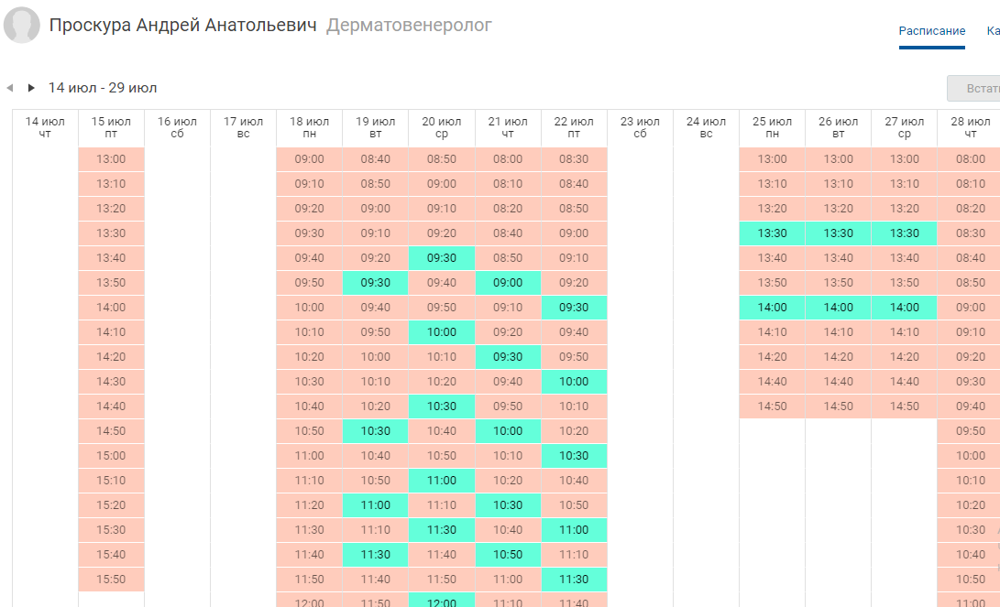 Проскура Андрей Анатольевич Дерматовенеролог
Расписание
14 июл - 29 июл
14 июл 15 июл 16 июл 17 июл 18 июл 19 июл 20 июл 21 июл 22 июл 23 июл 24 июл 25 июл 26 июл 27 июл 28 июл
чт пт сб вс пн вт ср чт пт сб вс пн вт ср чт
13:00 09:00 08:40 08:50 08:00 08:30 13:00 13:00 13:00 08:00
13:10 09:10 08:50 09:00 08:10 08:40 13:10 13:10 13:10 08:10
13:20 09:20 09:00 09:10 08:20 08:50 13:20 13:20 13:20 08:20
13:30 09:30 09:10 09:20 08:40 09:00 13:30 13:30 13:30 08:30
13:40 09:40 09:20 09:30 08:50 09:10 13:40 13:40 13:40 08:40
13:50 09:50 09:30 09:40 09:00 09:20 13:50 13:50 13:50 08:50
14:00 10:00 09:40 09:50 09:10 09:30 14:00 14:00 14:00 09:00
14:10 10:10 09:50 10:00 09:20 09:40 14:10 14:10 14:10 09:10
14:20 10:20 10:00 10:10 09:30 09:50 14:20 14:20 14:20 09:20
14:30 10:30 10:10 10:20 09:40 10:00 14:40 14:40 14:40 09:30
14:40 10:40 10:20 10:30 09:50 10:10 14:50 14:50 14:50 09:40
14:50 10:50 10:30 10:40 10:00 10:20 09:50
15:00 11:00 10:40 10:50 10:10 10:30 10:00
15:10 11:10 10:50 11:00 10:20 10:40 10:10
15:20 11:20 11:00 11:10 10:30 10:50 10:20
15:30 11:30 11:10 11:30 10:40 11:00 10:30
15:40 11:40 11:30 11:40 10:50 11:10 10:40
15:50 11:50 11:40 11:50 11:00 11:30 10:50
12:00 11:50 12:00 11:10 11:40 11:00